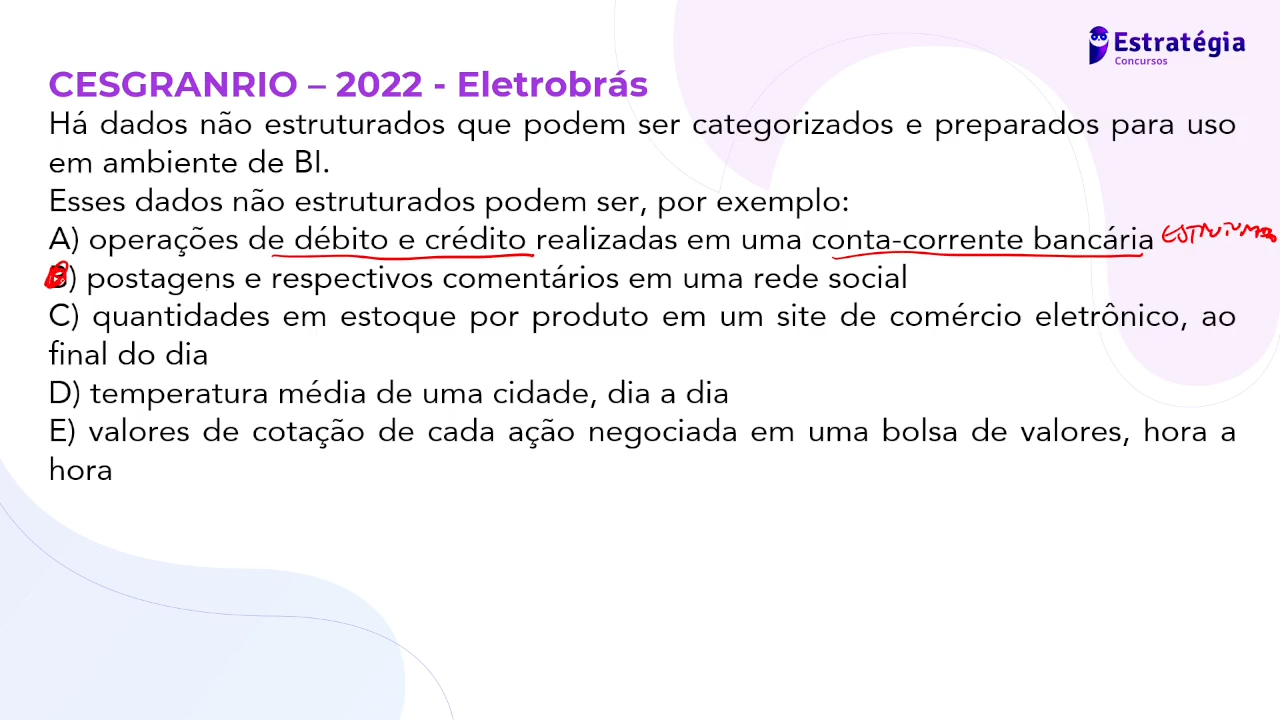 Estratégia
Concursos
CESGRANRIO – 2022 - Eletrobrás
Há dados não estruturados que podem ser categorizados e preparados para uso
em ambiente de BI.
Esses dados não estruturados podem ser, por exemplo:
A) operações de débito e crédito realizadas em uma conta-corrente bancária
B) postagens e respectivos comentários em uma rede social
C) quantidades em estoque por produto em um site de comércio eletrônico, ao
final do dia
D) temperatura média de uma cidade, dia a dia
E) valores de cotação de cada ação negociada em uma bolsa de valores, hora a
hora